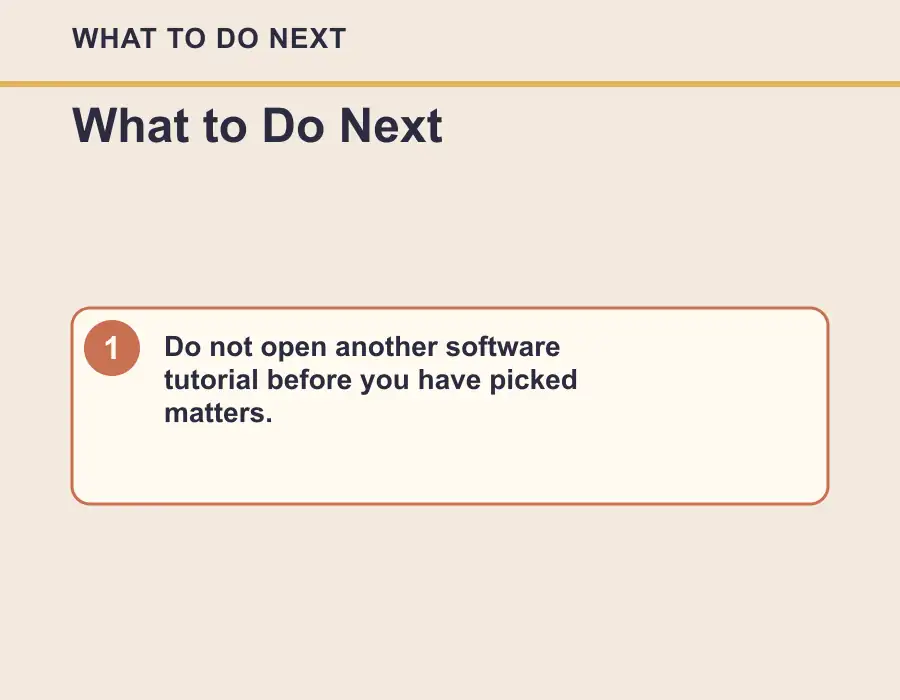 WHAT TO DO NEXT
What to Do Next
1
Do not open another software
tutorial before you have picked
matters.